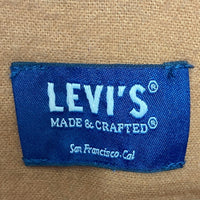 LEVI'S®
MADE & CRAFTED®
San Francisco. Cal